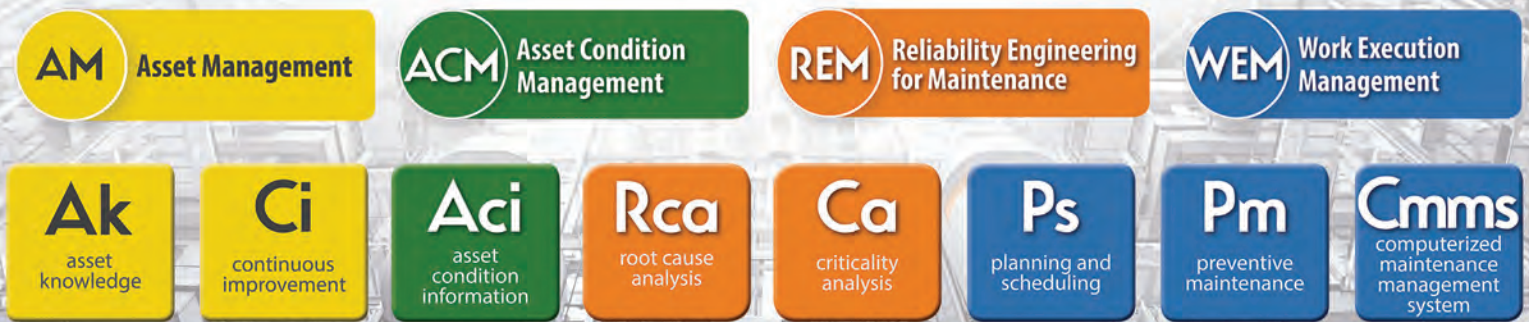 AM
Asset Management
ACM
Asset Condition
Management
REM
Reliability Engineering
for Maintenance
WEM
Work Execution
Management
Ak
asset
knowledge
Ci
continuous
improvement
Aci
asset
condition
information
Rca
root cause
analysis
Ca
criticality
analysis
Ps
planning and
scheduling
Pm
preventive
maintenance
Cmms
computerized
maintenance
management
system